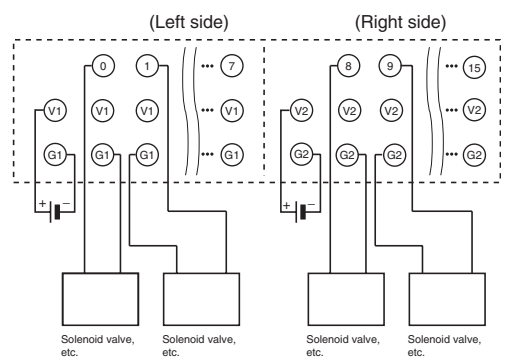 (Left side) (Right side)
0 1 ••• 7 8 9 ••• 15
V1 V1 V1 ••• V1 V2 V2 V2 ••• V2
G1 G1 G1 ••• G1 G2 G2 G2 ••• G2
+ − + −
Solenoid valve, Solenoid valve, Solenoid valve, Solenoid valve,
etc. etc. etc. etc.